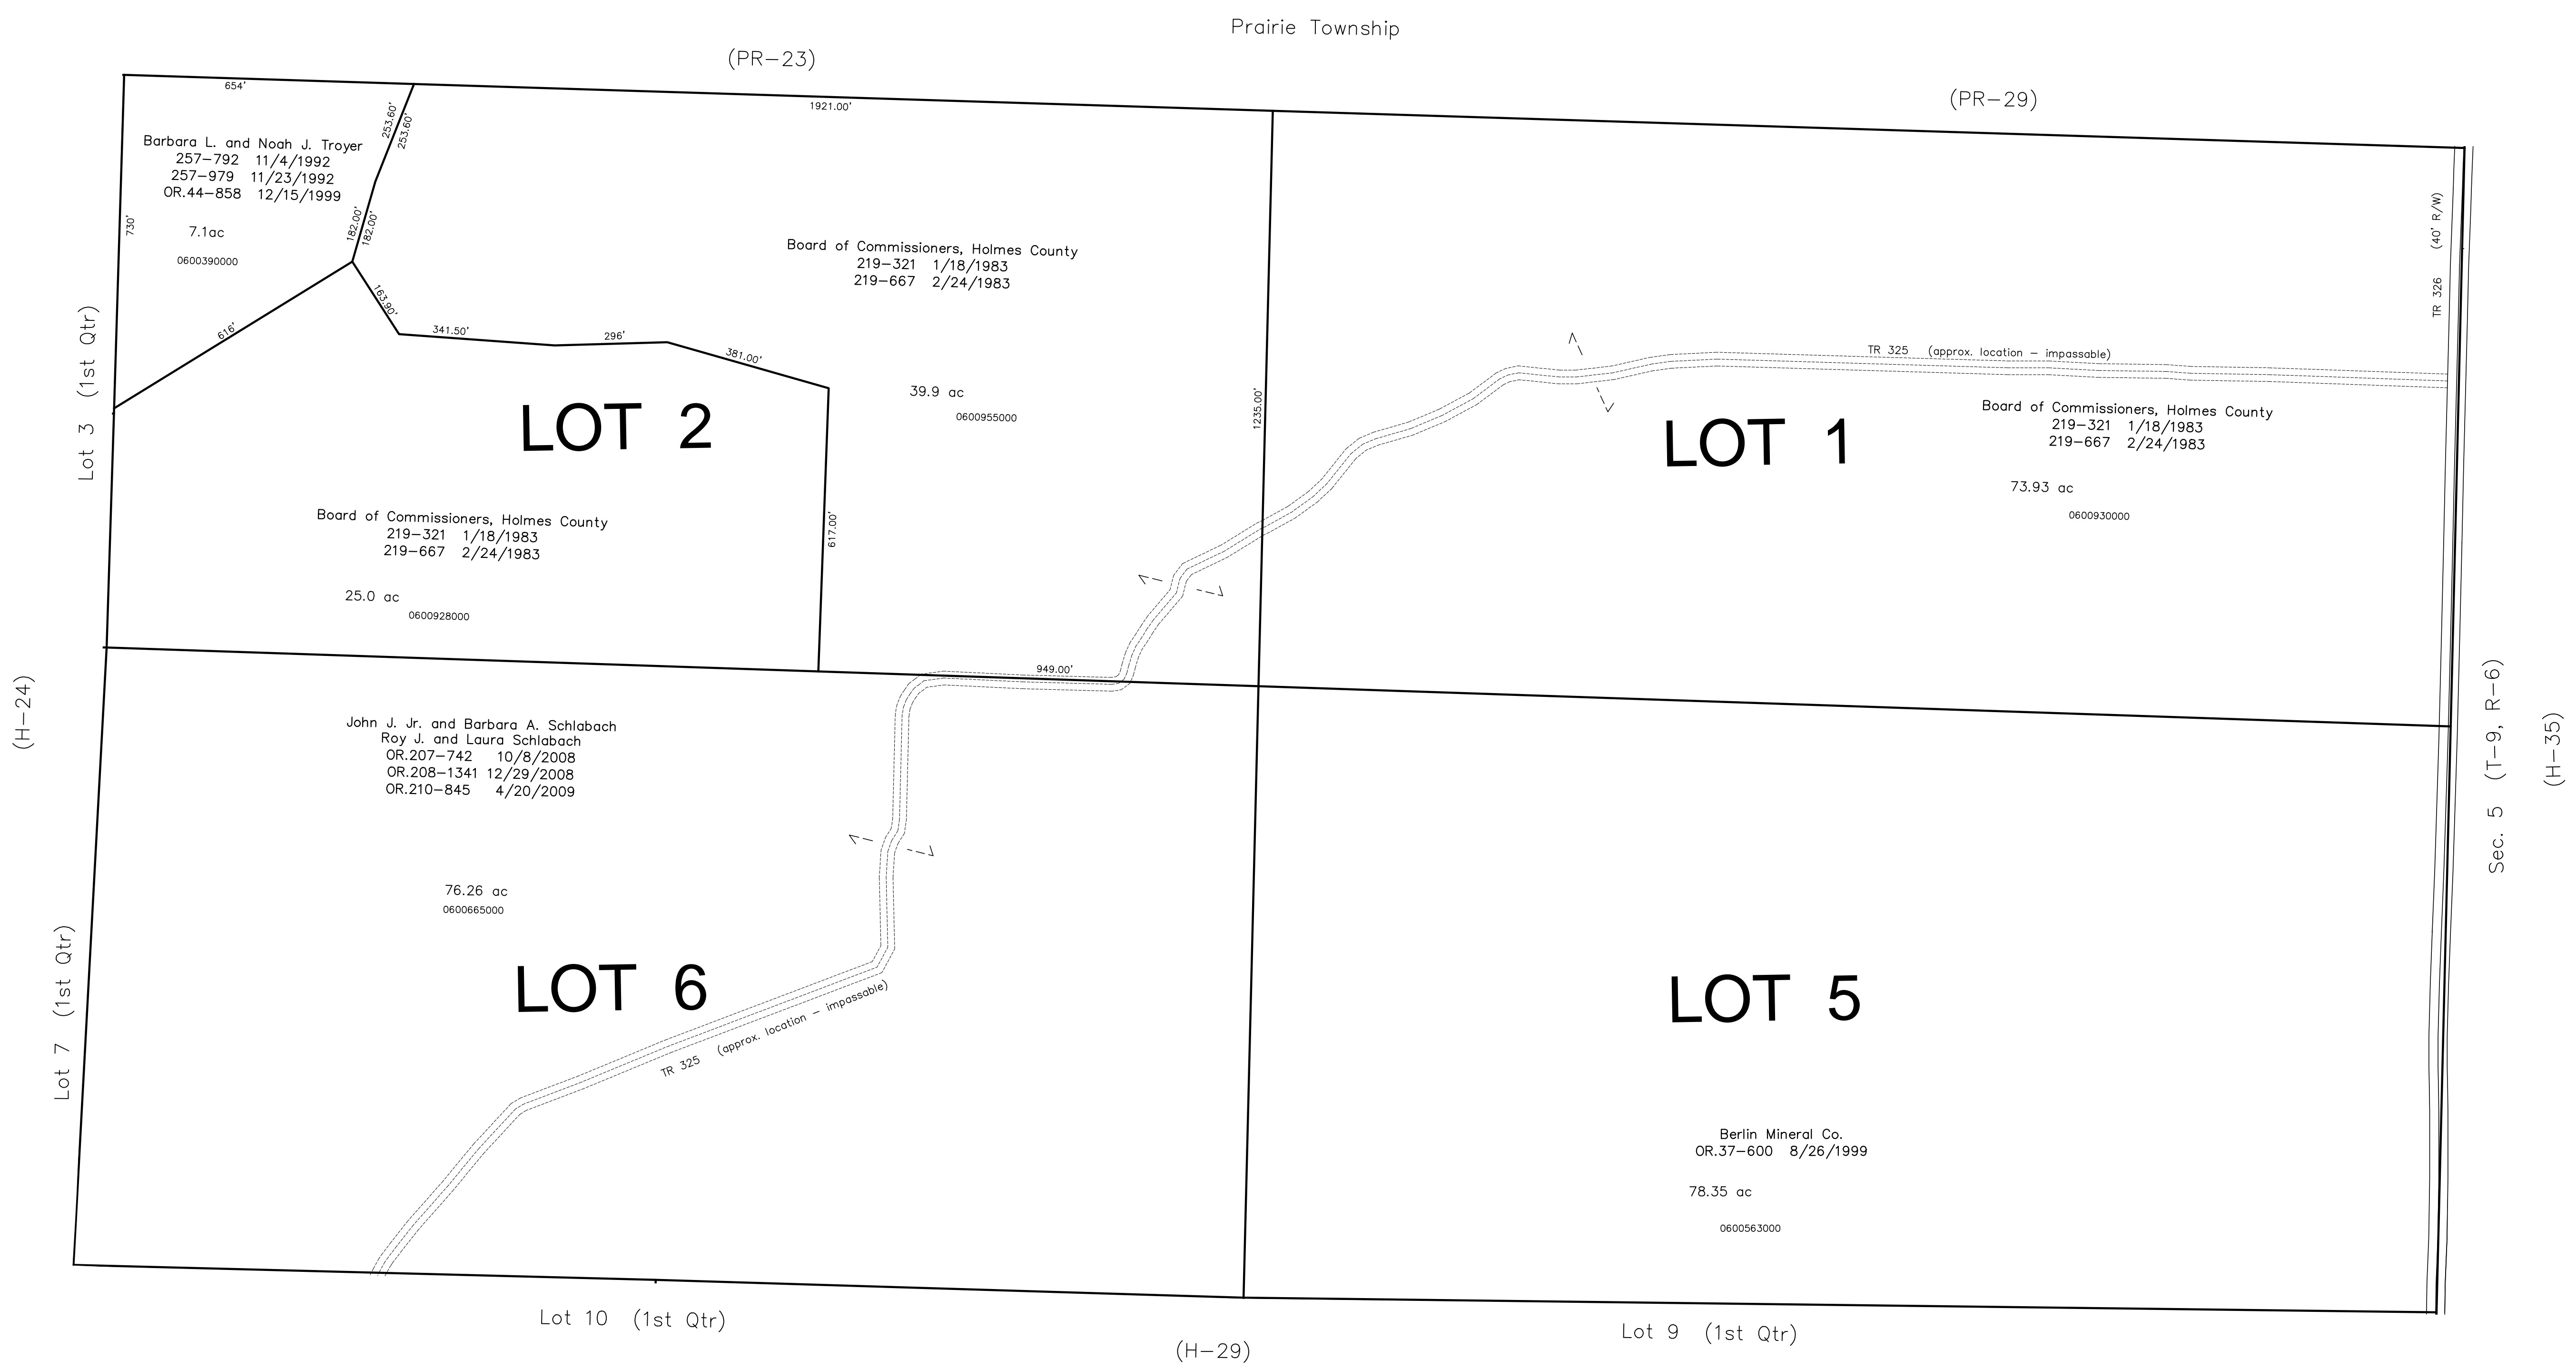 Prairie Township
(PR-23)
(PR-29)
654'
1921.00'
253.60'
253.60'
Barbara L. and Noah J. Troyer
257-792 11/4/1992
257-979 11/23/1992
OR.44-858 12/15/1999
7.1ac
0600390000
730'
182.00'
182.00'
163.90'
616'
341.50'
296'
381.00'
Board of Commissioners, Holmes County
219-321 1/18/1983
219-667 2/24/1983
39.9 ac
0600955000
1235.00'
617.00'
949.00'
LOT 2
Board of Commissioners, Holmes County
219-321 1/18/1983
219-667 2/24/1983
25.0 ac
0600928000
TR 325 (approx. location - impassable)
TR 326 (40' R/W)
LOT 1
Board of Commissioners, Holmes County
219-321 1/18/1983
219-667 2/24/1983
73.93 ac
0600930000
Lot 3 (1st Qtr)
(H-24)
Lot 7 (1st Qtr)
John J. Jr. and Barbara A. Schlabach
Roy J. and Laura Schlabach
OR.207-742 10/8/2008
OR.208-1341 12/29/2008
OR.210-845 4/20/2009
76.26 ac
0600665000
LOT 6
TR 325 (approx. location - impassable)
LOT 5
Berlin Mineral Co.
OR.37-600 8/26/1999
78.35 ac
0600563000
Sec. 5 (T-9, R-6)
(H-35)
Lot 10 (1st Qtr)
(H-29)
Lot 9 (1st Qtr)